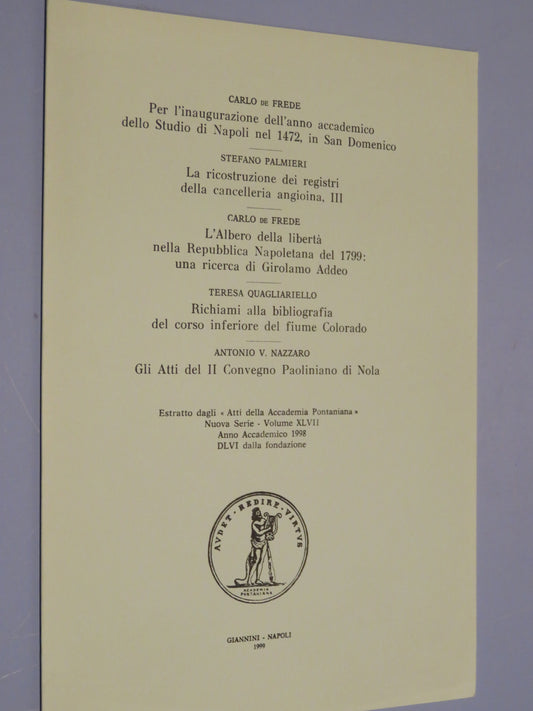 CARLO DE FREDE
Per l'inaugurazione dell'anno accademico
dello Studio di Napoli nel 1472, in San Domenico
STEFANO PALMIERI
La ricostruzione dei registri
della cancelleria angioina, III
CARLO DE FREDE
L'Albero della libertà
nella Repubblica Napoletana del 1799:
una ricerca di Girolamo Addeo
TERESA QUAGLIARIELLO
Richiami alla bibliografia
del corso inferiore del fiume Colorado
ANTONIO V. NAZZARO
Gli Atti del II Convegno Paoliniano di Nola
Estratto dagli « Atti della Accademia Pontaniana »
Nuova Serie - Volume XLVII
Anno Accademico 1998
DLVI dalla fondazione
AVDET · REDIRE · VIRTVS
ACADEMIA
PONTANIANA
GIANNINI - NAPOLI
1999